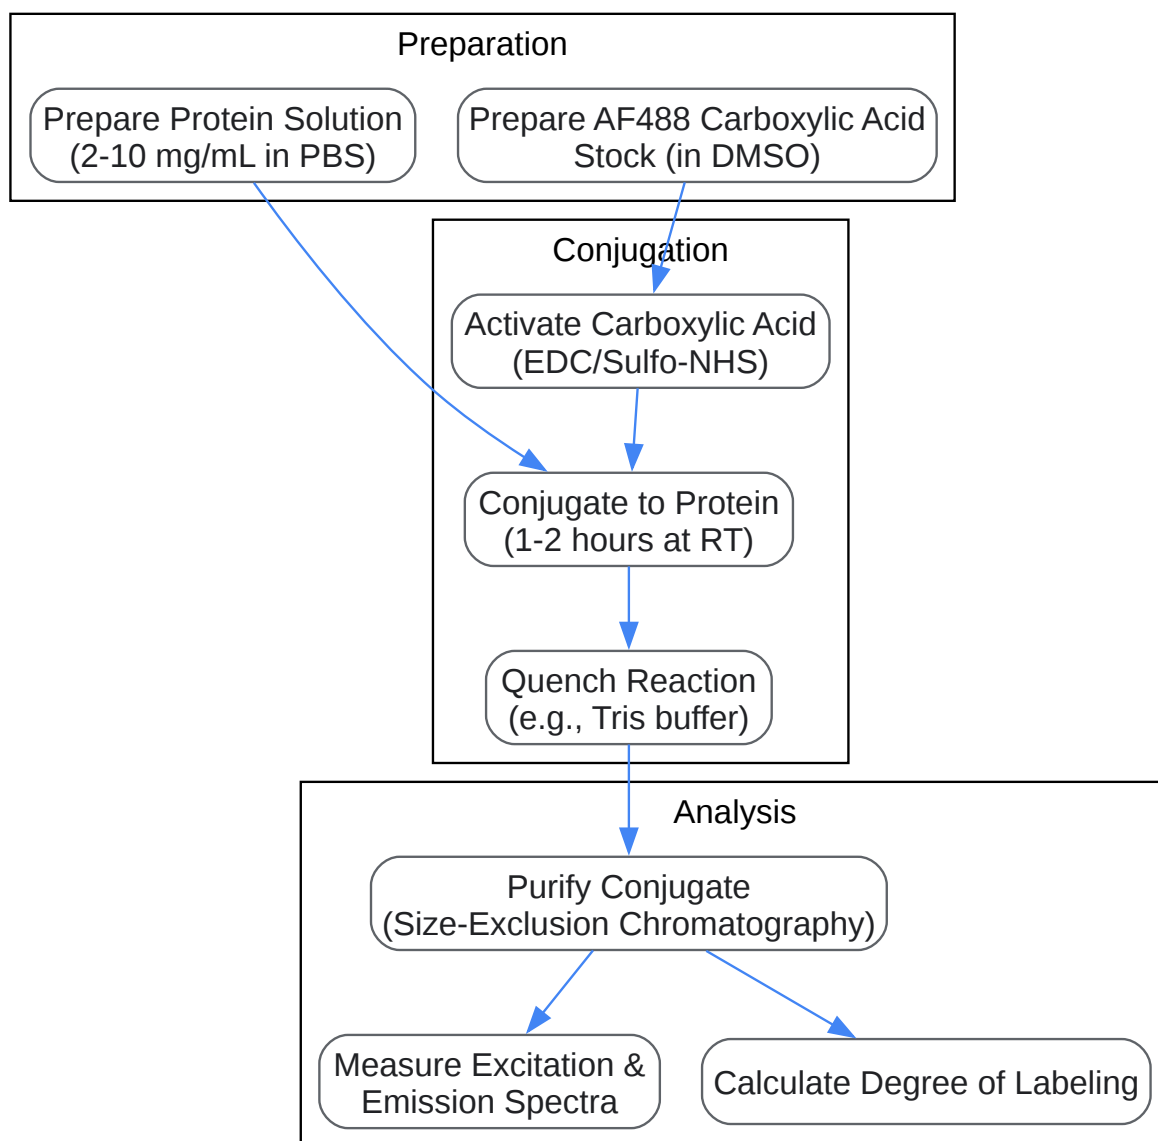 Preparation
Prepare Protein Solution
(2-10 mg/mL in PBS)
Prepare AF488 Carboxylic Acid
Stock (in DMSO)
Conjugation
Activate Carboxylic Acid
(EDC/Sulfo-NHS)
Conjugate to Protein
(1-2 hours at RT)
Quench Reaction
(e.g., Tris buffer)
Analysis
Purify Conjugate
(Size-Exclusion Chromatography)
Measure Excitation &
Emission Spectra
Calculate Degree of Labeling